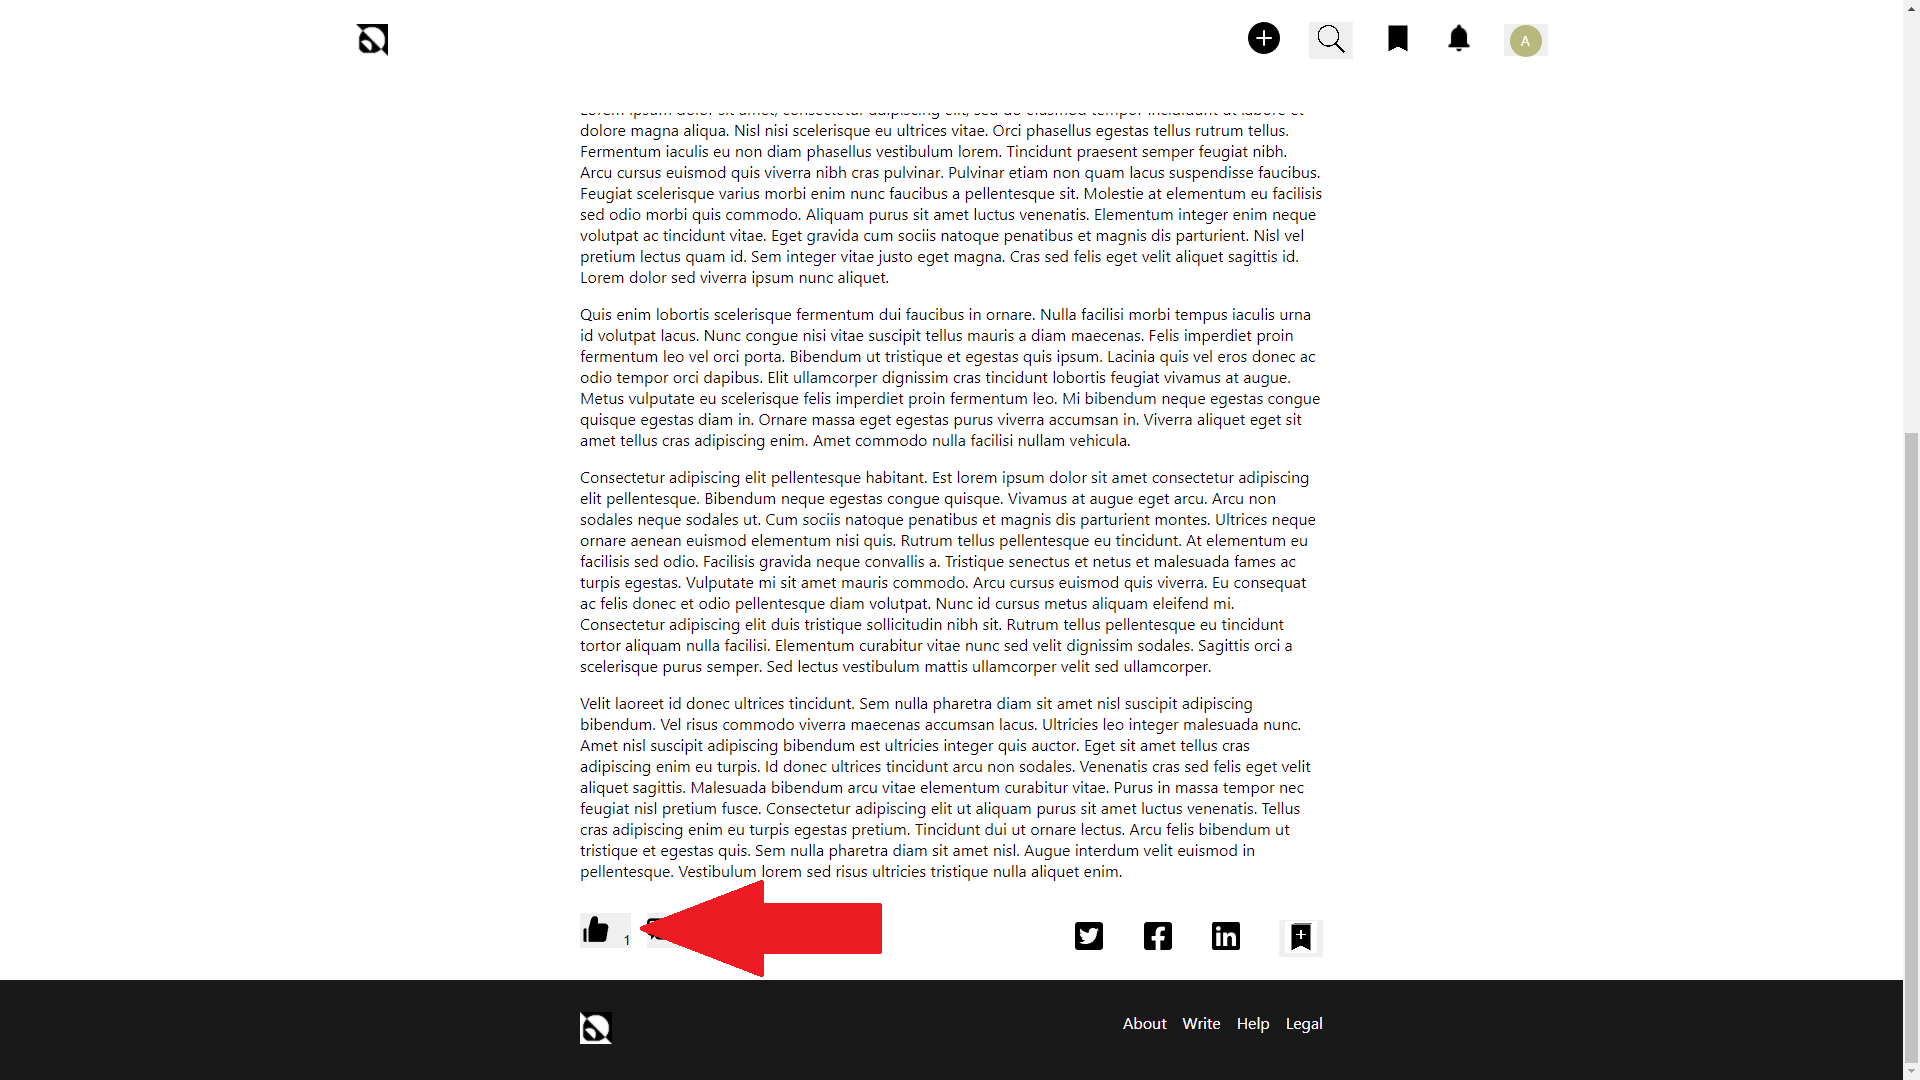 A
Lorem ipsum dolor sit amet, consectetur adipiscing elit, sed do eiusmod tempor incididunt ut labore et
dolore magna aliqua. Nisl nisi scelerisque eu ultrices vitae. Orci phasellus egestas tellus rutrum tellus.
Fermentum iaculis eu non diam phasellus vestibulum lorem. Tincidunt praesent semper feugiat nibh.
Arcu cursus euismod quis viverra nibh cras pulvinar. Pulvinar etiam non quam lacus suspendisse faucibus.
Feugiat scelerisque varius morbi enim nunc faucibus a pellentesque sit. Molestie at elementum eu facilisis
sed odio morbi quis commodo. Aliquam purus sit amet luctus venenatis. Elementum integer enim neque
volutpat ac tincidunt vitae. Eget gravida cum sociis natoque penatibus et magnis dis parturient. Nisl vel
pretium lectus quam id. Sem integer vitae justo eget magna. Cras sed felis eget velit aliquet sagittis id.
Lorem dolor sed viverra ipsum nunc aliquet.
Quis enim lobortis scelerisque fermentum dui faucibus in ornare. Nulla facilisi morbi tempus iaculis urna
id volutpat lacus. Nunc congue nisi vitae suscipit tellus mauris a diam maecenas. Felis imperdiet proin
fermentum leo vel orci porta. Bibendum ut tristique et egestas quis ipsum. Lacinia quis vel eros donec ac
odio tempor orci dapibus. Elit ullamcorper dignissim cras tincidunt lobortis feugiat vivamus at augue.
Metus vulputate eu scelerisque felis imperdiet proin fermentum leo. Mi bibendum neque egestas congue
quisque egestas diam in. Ornare massa eget egestas purus viverra accumsan in. Viverra aliquet eget sit
amet tellus cras adipiscing enim. Amet commodo nulla facilisi nullam vehicula.
Consectetur adipiscing elit pellentesque habitant. Est lorem ipsum dolor sit amet consectetur adipiscing
elit pellentesque. Bibendum neque egestas congue quisque. Vivamus at augue eget arcu. Arcu non
sodales neque sodales ut. Cum sociis natoque penatibus et magnis dis parturient montes. Ultrices neque
ornare aenean euismod elementum nisi quis. Rutrum tellus pellentesque eu tincidunt. At elementum eu
facilisis sed odio. Facilisis gravida neque convallis a. Tristique senectus et netus et malesuada fames ac
turpis egestas. Vulputate mi sit amet mauris commodo. Arcu cursus euismod quis viverra. Eu consequat
ac felis donec et odio pellentesque diam volutpat. Nunc id cursus metus aliquam eleifend mi.
Consectetur adipiscing elit duis tristique sollicitudin nibh sit. Rutrum tellus pellentesque eu tincidunt
tortor aliquam nulla facilisi. Elementum curabitur vitae nunc sed velit dignissim sodales. Sagittis orci a
scelerisque purus semper. Sed lectus vestibulum mattis ullamcorper velit sed ullamcorper.
Velit laoreet id donec ultrices tincidunt. Sem nulla pharetra diam sit amet nisl suscipit adipiscing
bibendum. Vel risus commodo viverra maecenas accumsan lacus. Ultricies leo integer malesuada nunc.
Amet nisl suscipit adipiscing bibendum est ultricies integer quis auctor. Eget sit amet tellus cras
adipiscing enim eu turpis. Id donec ultrices tincidunt arcu non sodales. Venenatis cras sed felis eget velit
aliquet sagittis. Malesuada bibendum arcu vitae elementum curabitur vitae. Purus in massa tempor nec
feugiat nisl pretium fusce. Consectetur adipiscing elit ut aliquam purus sit amet luctus venenatis. Tellus
cras adipiscing enim eu turpis egestas pretium. Tincidunt dui ut ornare lectus. Arcu felis bibendum ut
tristique et egestas quis. Sem nulla pharetra diam sit amet nisl. Augue interdum velit euismod in
pellentesque. Vestibulum lorem sed risus ultricies tristique nulla aliquet enim.
1
About Write Help Legal